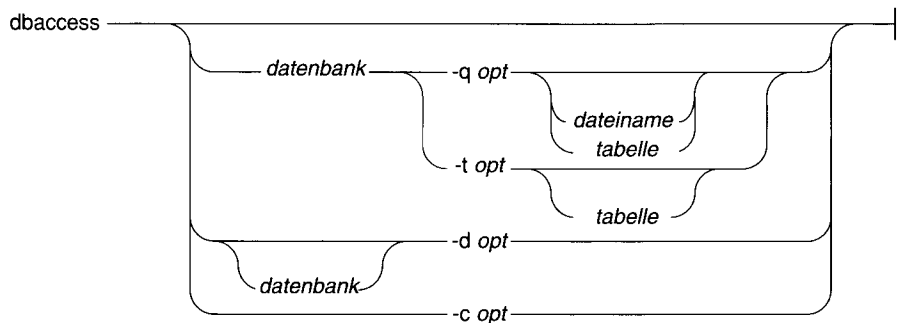 dbaccess
datenbank -q opt
dateiname
tabelle
-t opt
tabelle
-d opt
datenbank
-c opt